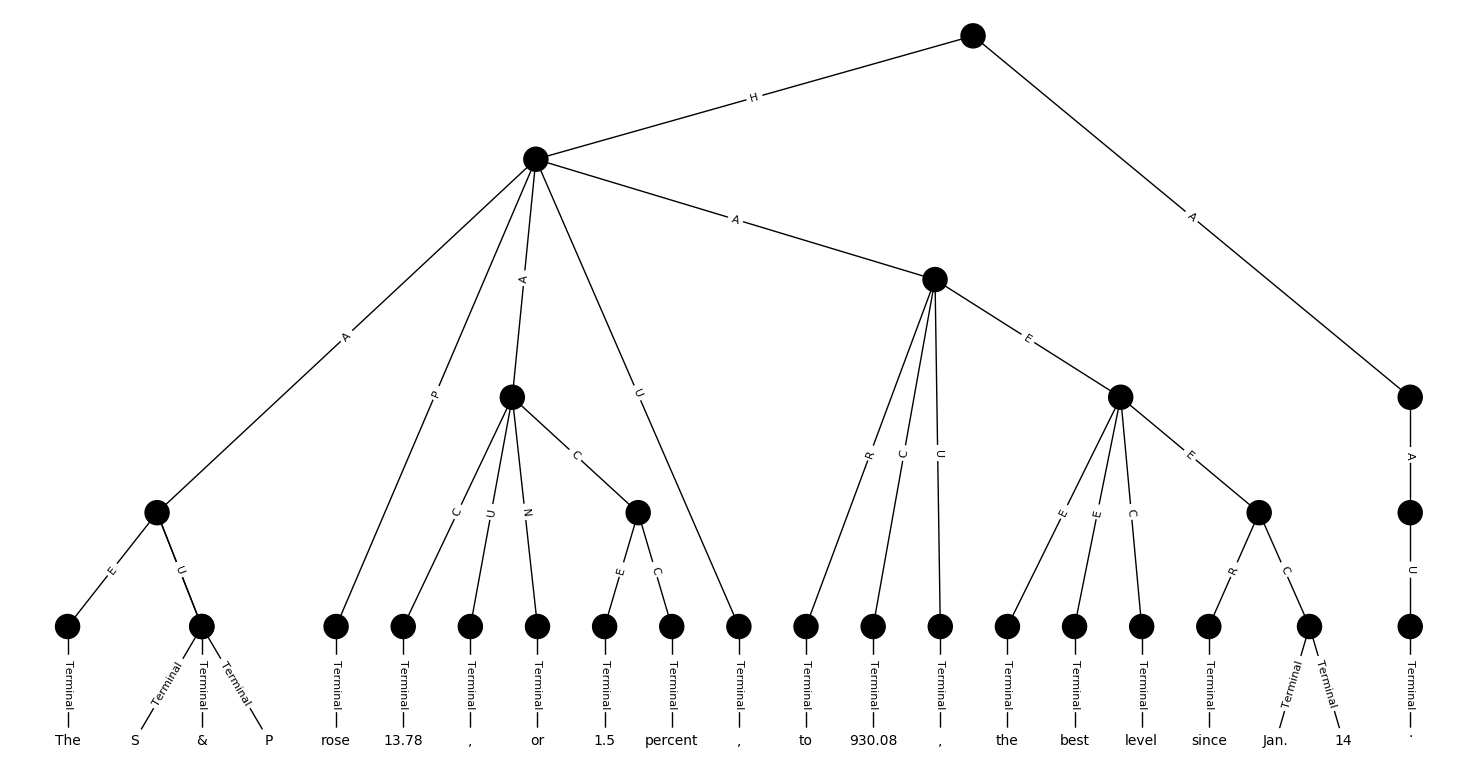 H
A
A
A
E
A
P
U
R
C
U
E
A
C
C
U
N
E
E
C
E
E
U
E
C
R
C
U
Terminal Terminal Terminal Terminal Terminal Terminal Terminal Terminal Terminal Terminal Terminal Terminal Terminal Terminal Terminal Terminal Terminal Terminal Terminal Terminal Terminal
The S & P rose 13.78 , or 1.5 percent , to 930.08 , the best level since Jan. 14 .